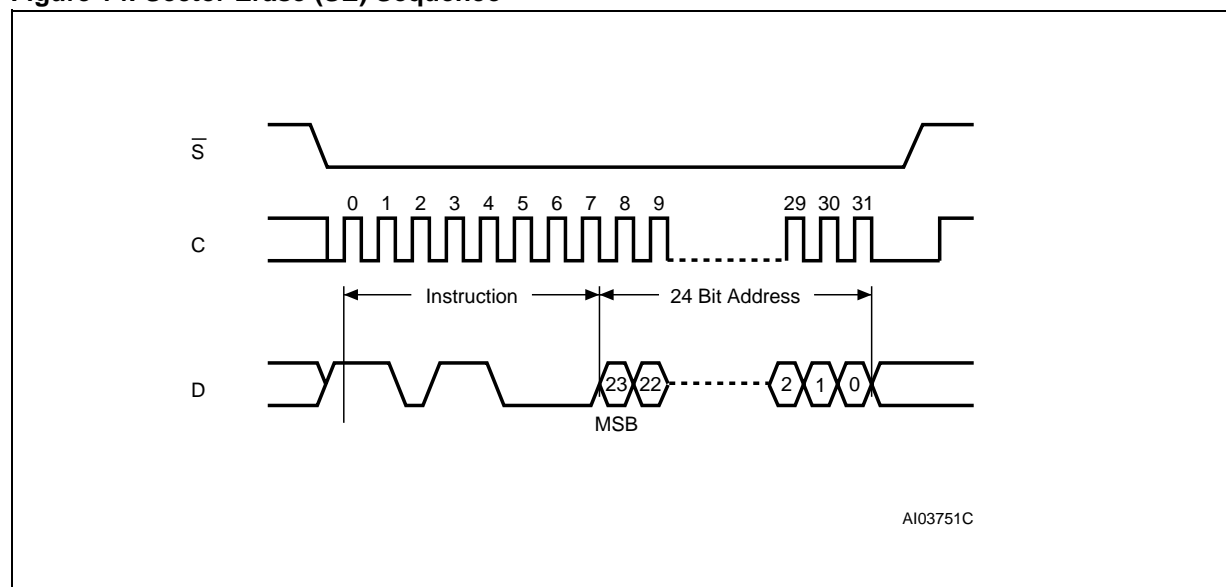 Figure Sector Erase (SE) Sequence
S̅
0 1 2 3 4 5 6 7 8 9 29 30 31
C
Instruction 24 Bit Address
D 23 22 2 1 0
MSB
AI03751C